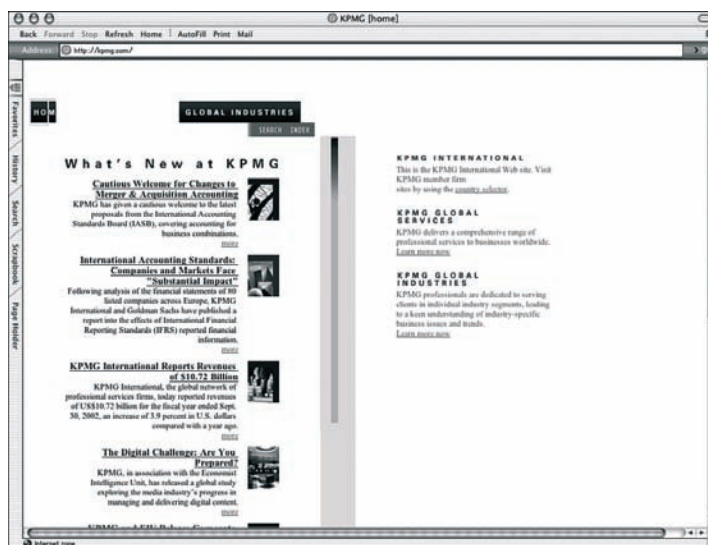 KPMG [home]
Back Forward Stop Refresh Home AutoFill Print Mail
Address: http://kpmg.com/
Favorites
History
Search
Scrapbook
Page Holder
HOM
GLOBAL INDUSTRIES
SEARCH INDEX
What's New at KPMG
Cautious Welcome for Changes to
Merger & Acquisition Accounting
KPMG has given a cautious welcome to the latest
proposals from the International Accounting
Standards Board (IASB), covering accounting for
business combinations.
more
International Accounting Standards:
Companies and Markets Face
"Substantial Impact"
Following analysis of the financial statements of 80
listed companies across Europe, KPMG
International and Goldman Sachs have published a
report into the effects of International Financial
Reporting Standards (IFRS) reported financial
information.
more
KPMG International Reports Revenues
of $10.72 Billion
KPMG International, the global network of
professional services firms, today reported revenues
of US$10.72 billion for the fiscal year ended Sept.
30, 2002, an increase of 3.9 percent in U.S. dollars
compared with a year ago.
more
The Digital Challenge: Are You
Prepared?
KPMG, in association with the Economist
Intelligence Unit, has released a global study
exploring the media industry's progress in
managing and delivering digital content.
more
KPMG INTERNATIONAL
This is the KPMG International Web site. Visit
KPMG member firm
sites by using the country selector.
KPMG GLOBAL
SERVICES
KPMG delivers a comprehensive range of
professional services to businesses worldwide.
Learn more now
KPMG GLOBAL
INDUSTRIES
KPMG professionals are dedicated to serving
clients in individual industry segments, leading
to a keen understanding of industry-specific
business issues and trends.
Learn more now
Internet zone